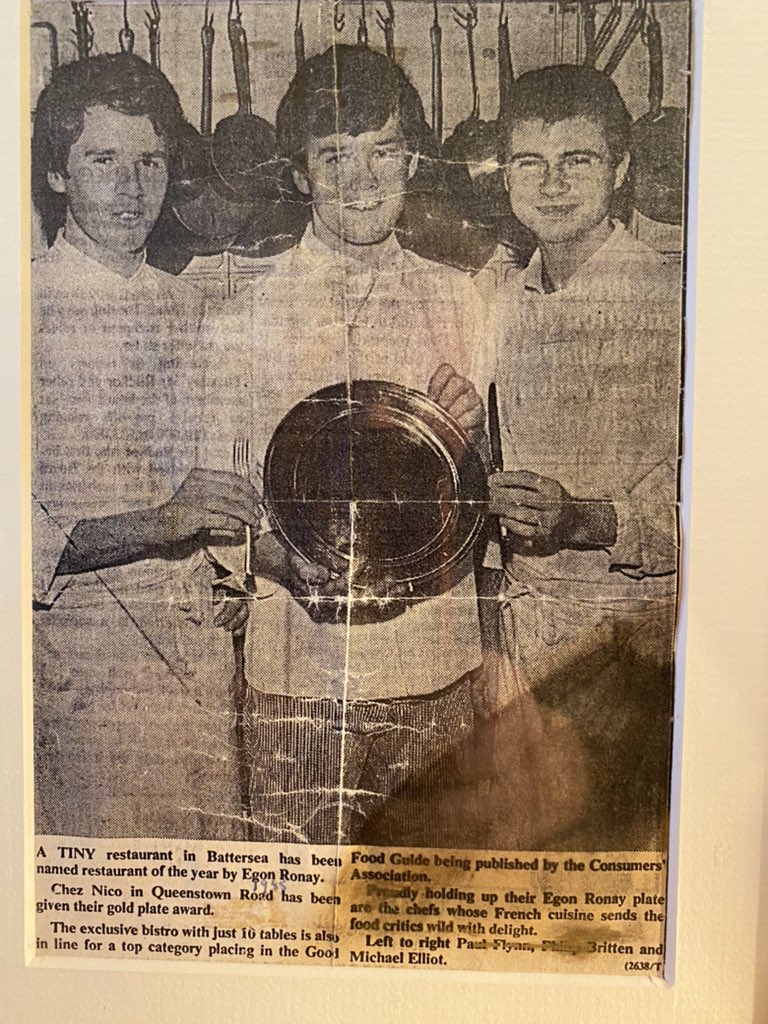 A TINY restaurant in Battersea has been
named restaurant of the year by Egon Ronay.
Chez Nico in Queenstown Road has been
given their gold plate award.
The exclusive bistro with just 10 tables is also
in line for a top category placing in the Good
Food Guide being published by the Consumers'
Association.
Proudly holding up their Egon Ronay plate
are the chefs whose French cuisine sends the
food critics wild with delight.
Left to right Paul Flynn, Britten and
Michael Elliot.
(2638/T